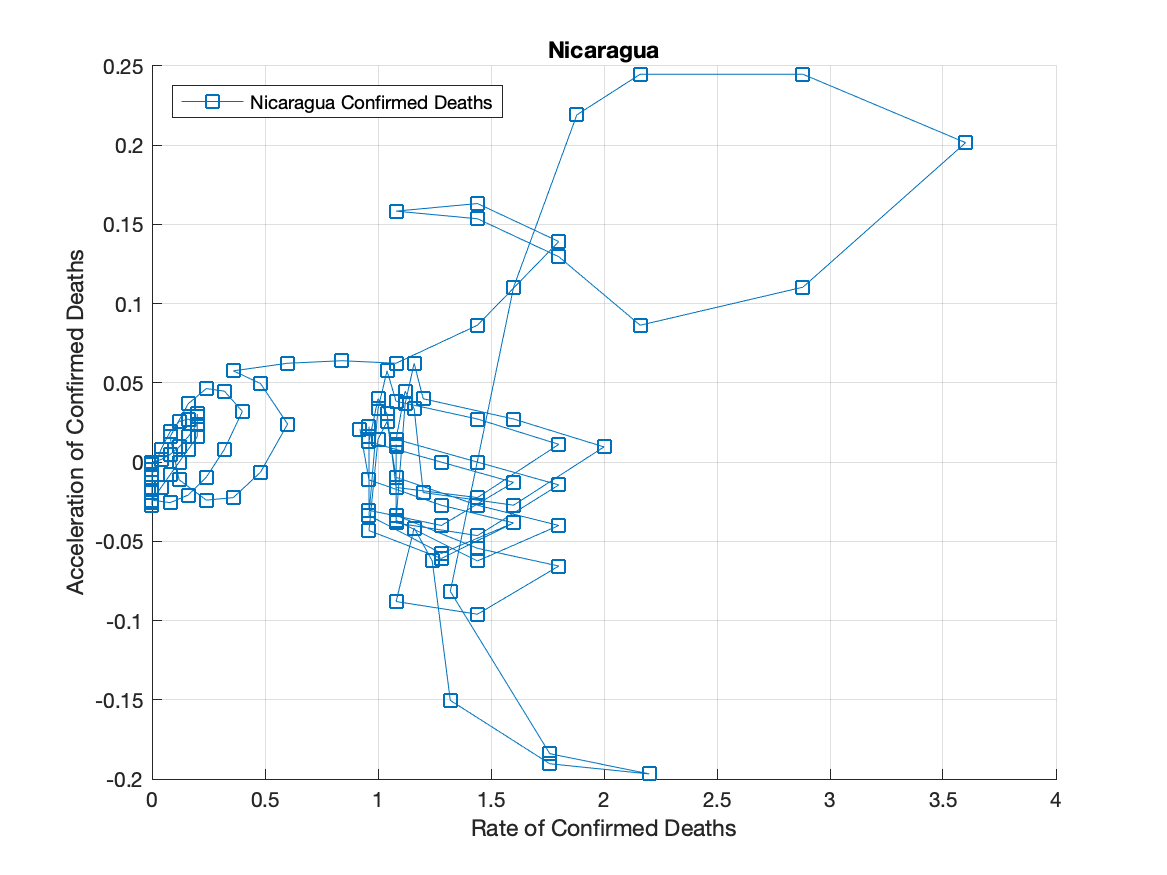 Nicaragua
Nicaragua Confirmed Deaths
0.25
0.2
0.15
0.1
0.05
0
-0.05
-0.1
-0.15
-0.2
Acceleration of Confirmed Deaths
0 0.5 1 1.5 2 2.5 3 3.5 4
Rate of Confirmed Deaths